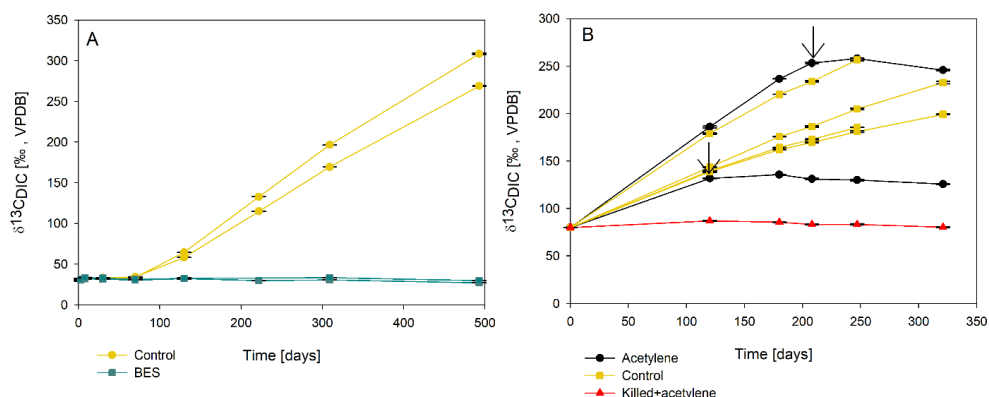 A
350
300
250
200
150
100
50
0
δ13CDIC [‰ , VPDB]
0 100 200 300 400 500
Time [days]
Control
BES
B
300
250
200
150
100
50
0
δ13CDIC [‰ , VPDB]
0 50 100 150 200 250 300 350
Time [days]
Acetylene
Control
Killed+acetylene